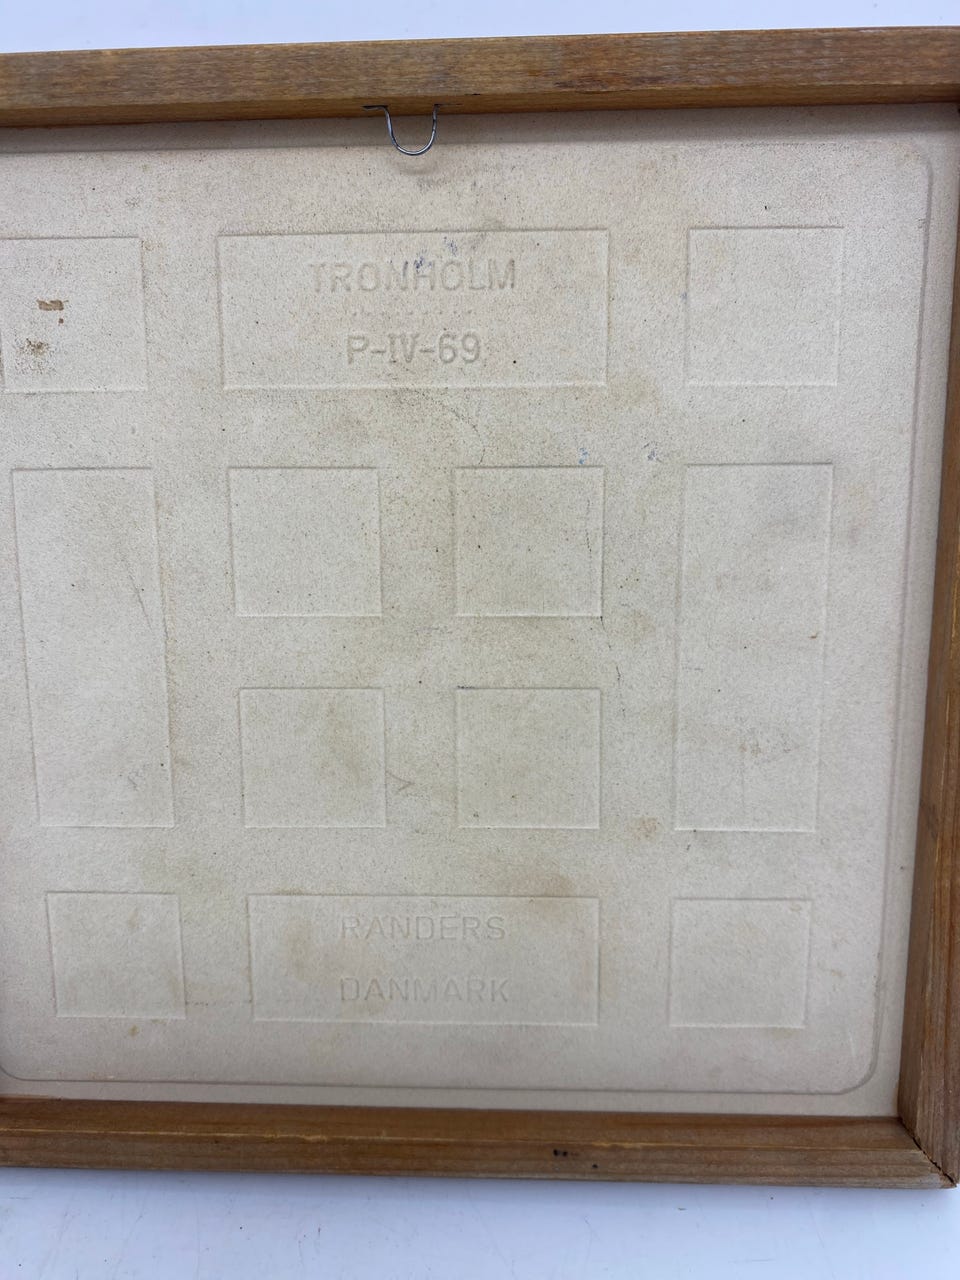 TRONHOLM
P-IV-69
RANDERS
DANMARK